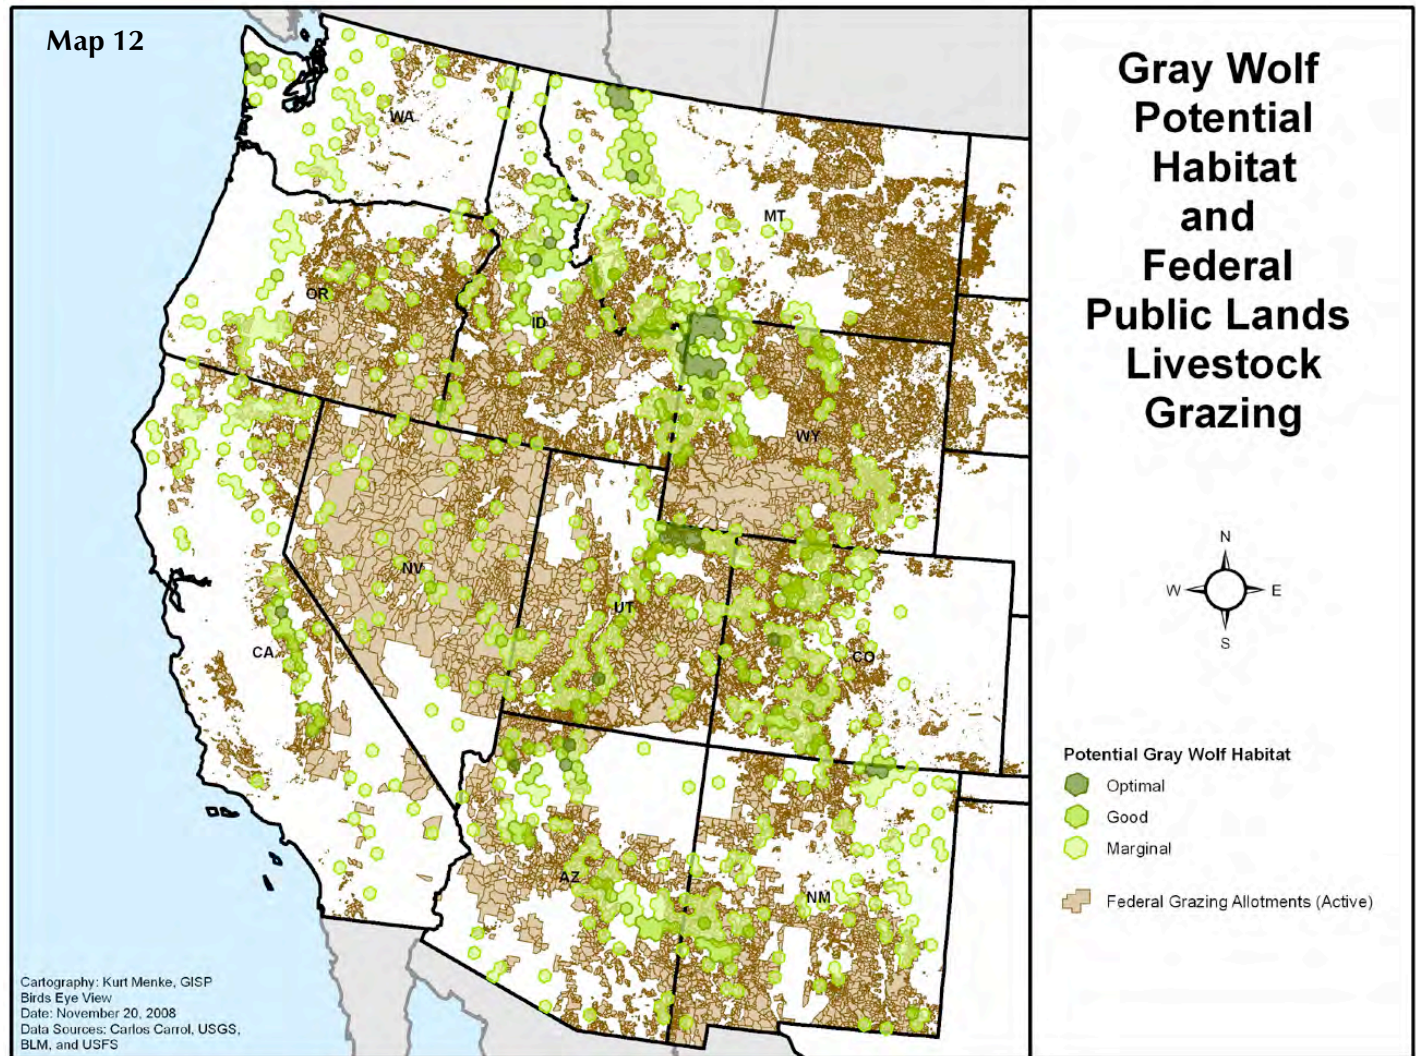 Map 12
Gray Wolf
Potential
Habitat
and
Federal
Public Lands
Livestock
Grazing
WA
MT
OR
ID
WY
NV
UT
CA
CO
AZ
NM
N
W
E
S
Potential Gray Wolf Habitat
Optimal
Good
Marginal
Federal Grazing Allotments (Active)
Cartography: Kurt Menke, GISP
Birds Eye View
Date: November 20, 2008
Data Sources: Carlos Carrol, USGS,
BLM, and USFS